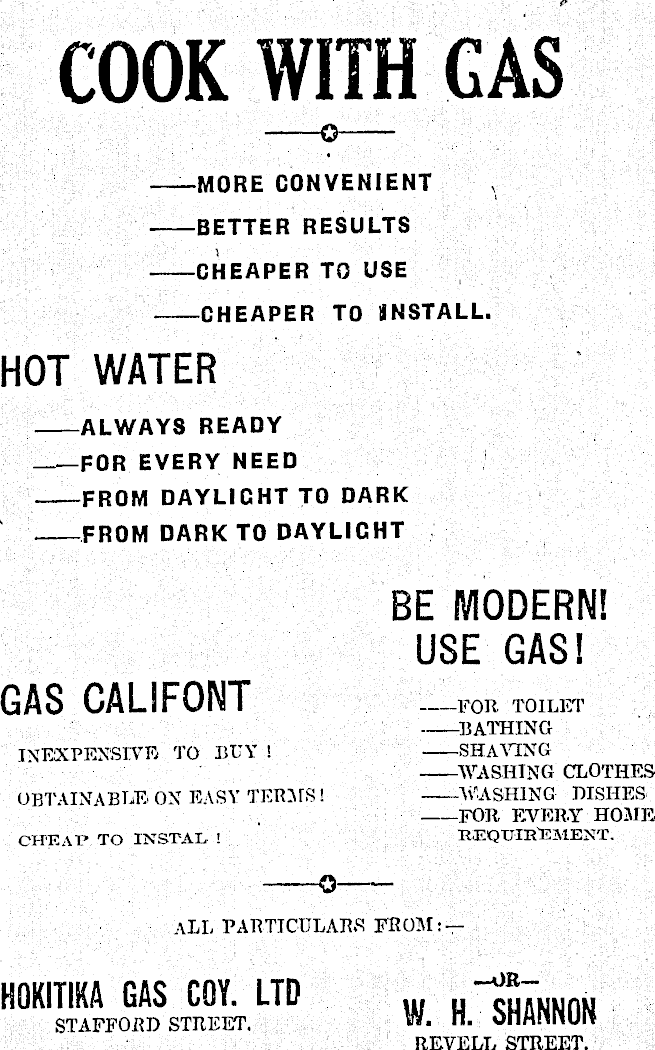 COOK WITH GAS
——MORE CONVENIENT
——BETTER RESULTS
——CHEAPER TO USE
——CHEAPER TO INSTALL.
HOT WATER
——ALWAYS READY
——FOR EVERY NEED
——FROM DAYLIGHT TO DARK
——FROM DARK TO DAYLIGHT
BE MODERN!
USE GAS!
GAS CALIFONT
INEXPENSIVE TO BUY !
OBTAINABLE ON EASY TERMS!
CHEAP TO INSTAL !
——FOR TOILET
——BATHING
——SHAVING
——WASHING CLOTHES
——WASHING DISHES
——FOR EVERY HOME
REQUIREMENT.
ALL PARTICULARS FROM:—
HOKITIKA GAS COY. LTD
STAFFORD STREET.
—OR—
W. H. SHANNON
REVELL STREET.